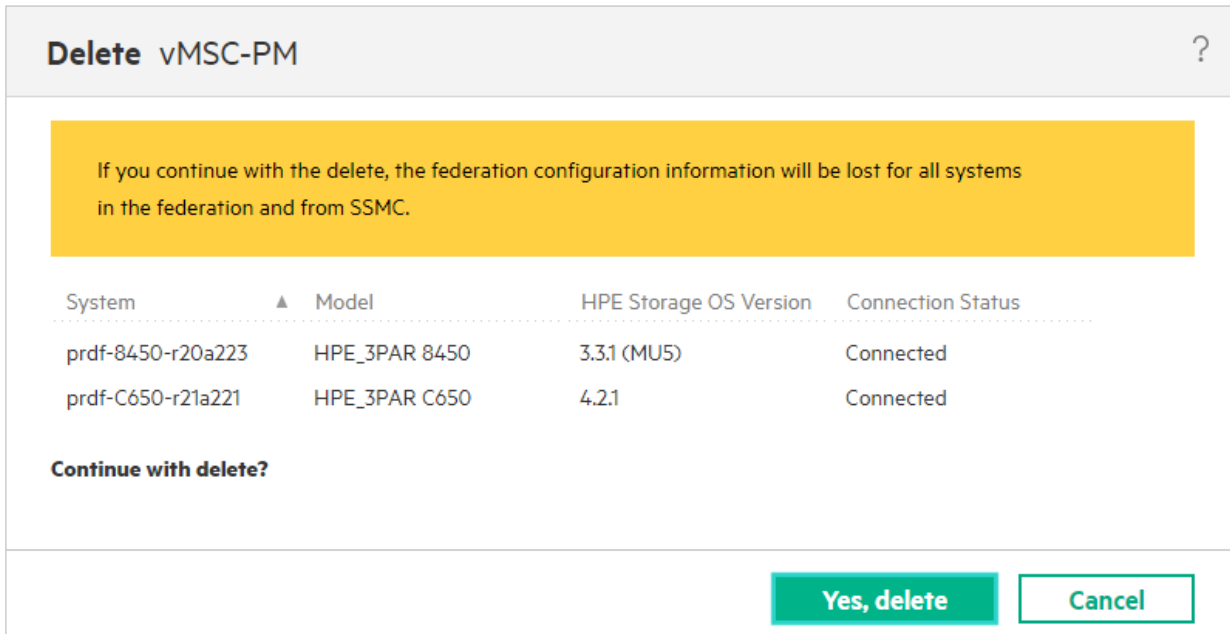 Delete vMSC-PM ?
If you continue with the delete, the federation configuration information will be lost for all systems
in the federation and from SSMC.
System ▲ Model HPE Storage OS Version Connection Status
prdf-8450-r20a223 HPE_3PAR 8450 3.3.1 (MU5) Connected
prdf-C650-r21a221 HPE_3PAR C650 4.2.1 Connected
Continue with delete?
Yes, delete Cancel